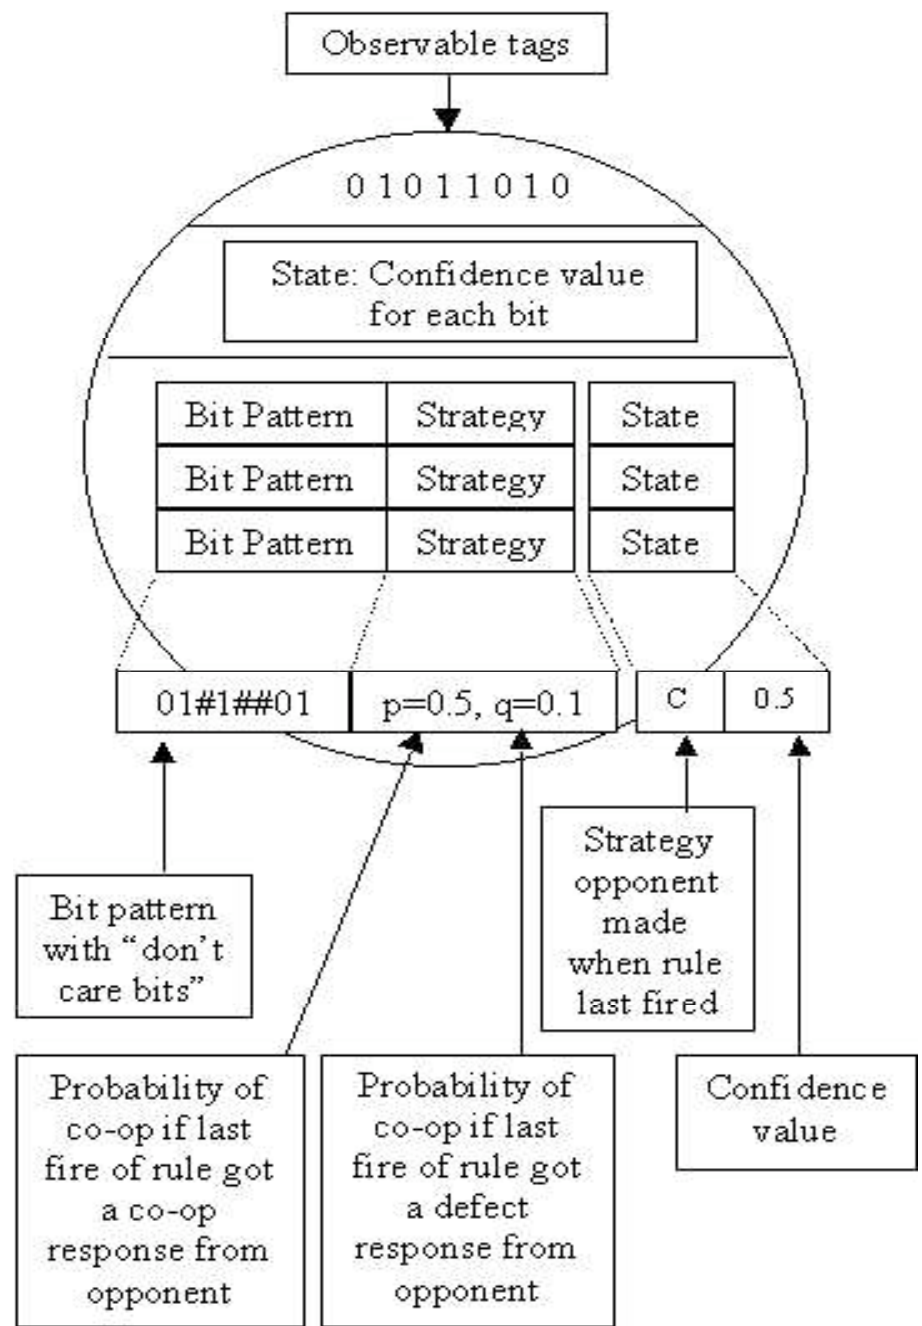 Observable tags
0 1 0 1 1 0 1 0
State: Confidence value
for each bit
Bit Pattern Strategy State
Bit Pattern Strategy State
Bit Pattern Strategy State
01#1##01 p=0.5, q=0.1 C 0.5
Bit pattern
with “don’t
care bits”
Strategy
opponent
made
when rule
last fired
Probability of
co-op if last
fire of rule got
a co-op
response from
opponent
Probability of
co-op if last
fire of rule got
a defect
response from
opponent
Confidence
value